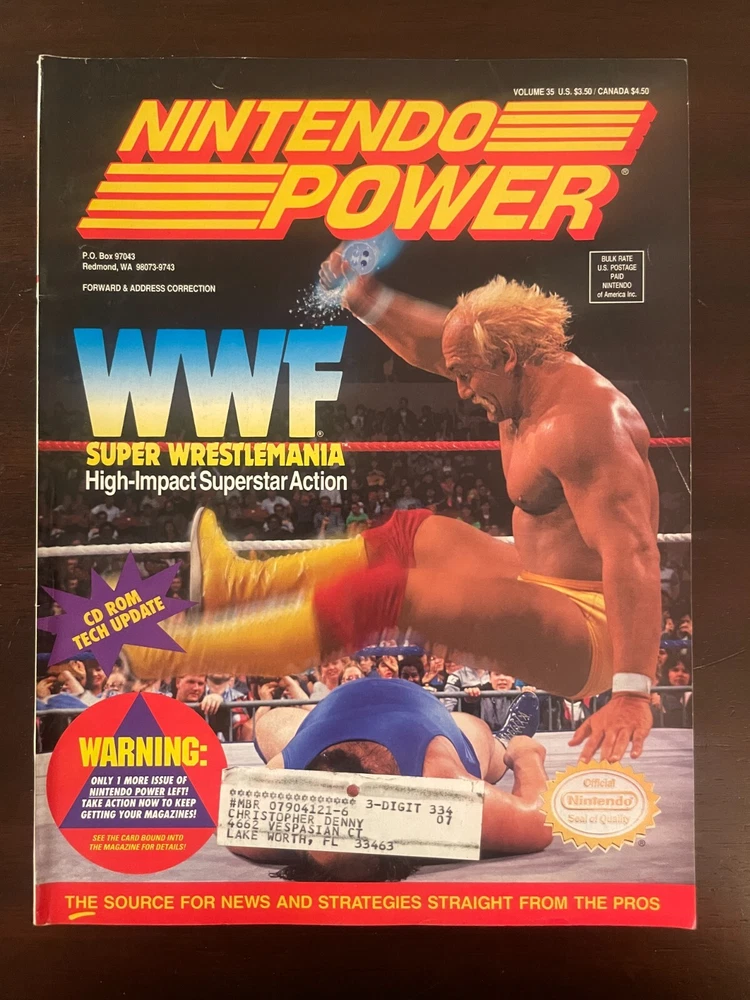 VOLUME 35 U.S. $3.50 / CANADA $4.50
NINTENDO
POWER®
P.O. Box 97043
Redmond, WA 98073-9743
FORWARD & ADDRESS CORRECTION
BULK RATE
U.S. POSTAGE
PAID
NINTENDO
of America Inc.
WWF®
SUPER WRESTLEMANIA
High-Impact Superstar Action
CD ROM
TECH UPDATE
WARNING:
ONLY 1 MORE ISSUE OF
NINTENDO POWER LEFT!
TAKE ACTION NOW TO KEEP
GETTING YOUR MAGAZINES!
SEE THE CARD BOUND INTO
THE MAGAZINE FOR DETAILS!
********************* 3-DIGIT 334
#MBR 07904121-6 07
CHRISTOPHER DENNY
4662 VESPASIAN CT
LAKE WORTH, FL 33463
Official
Nintendo
Seal of Quality
®
THE SOURCE FOR NEWS AND STRATEGIES STRAIGHT FROM THE PROS